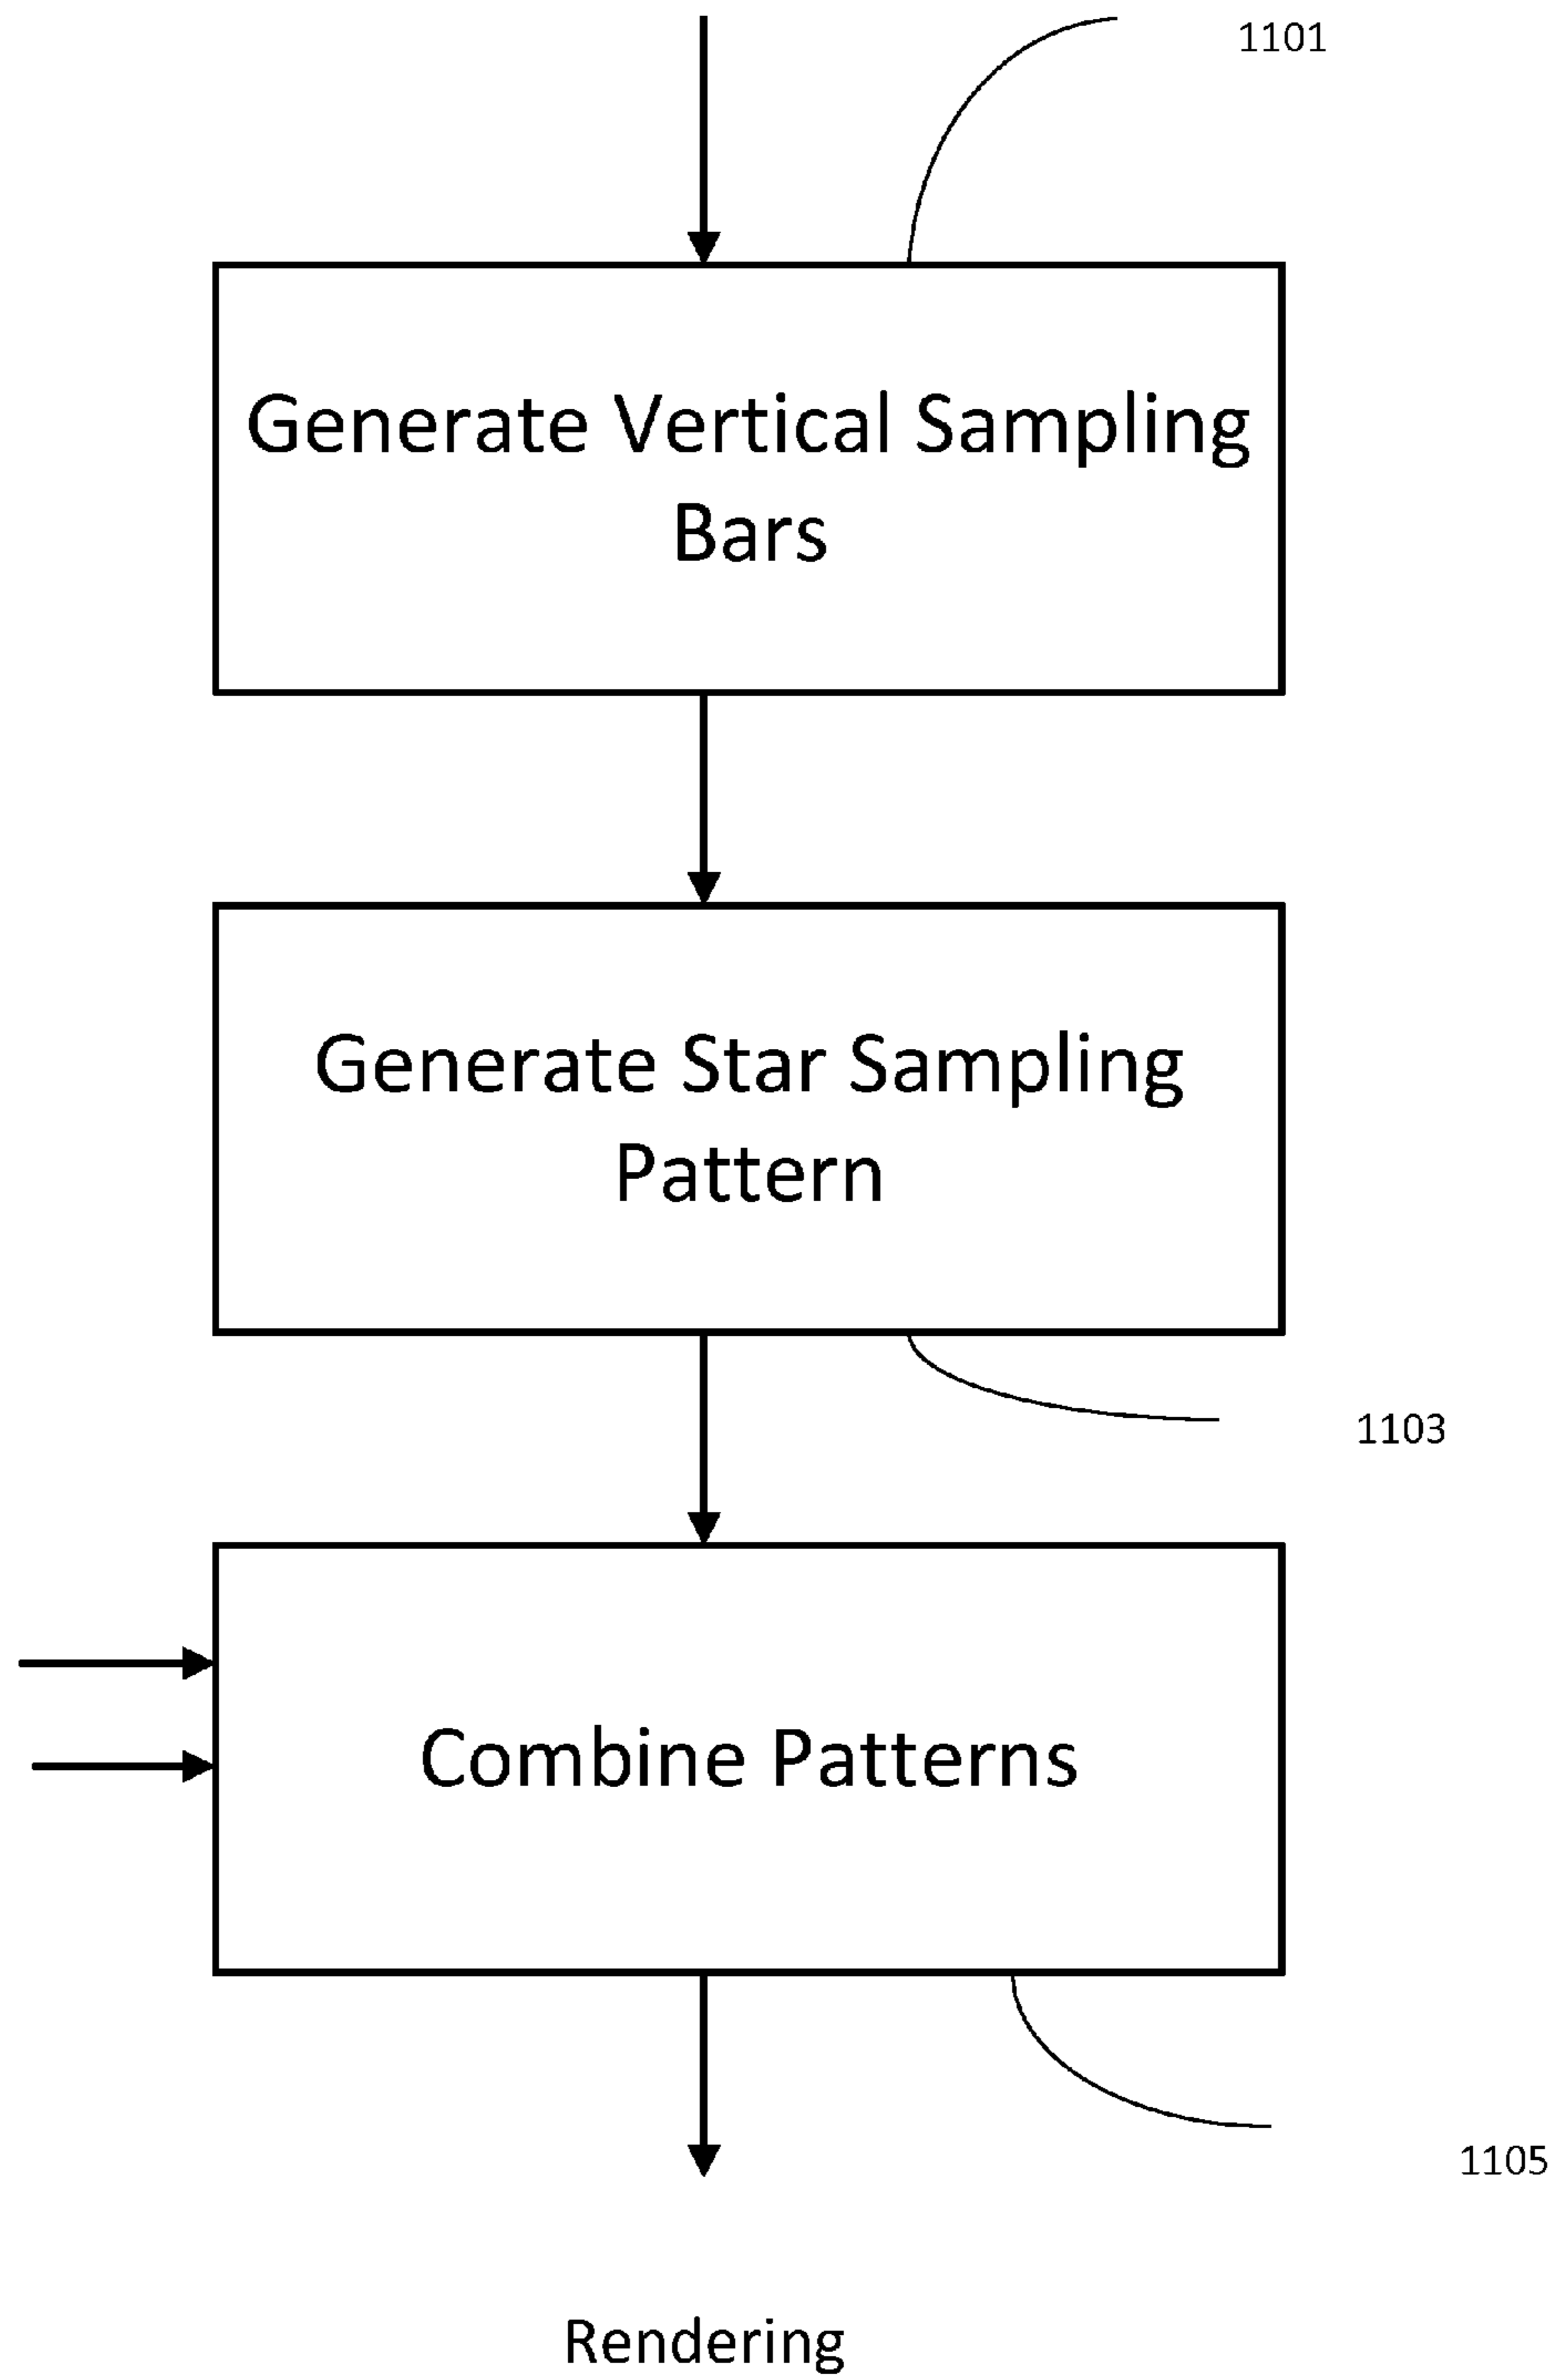 1101
Generate Vertical Sampling
Bars
Generate Star Sampling
Pattern
1103
Combine Patterns
1105
Rendering